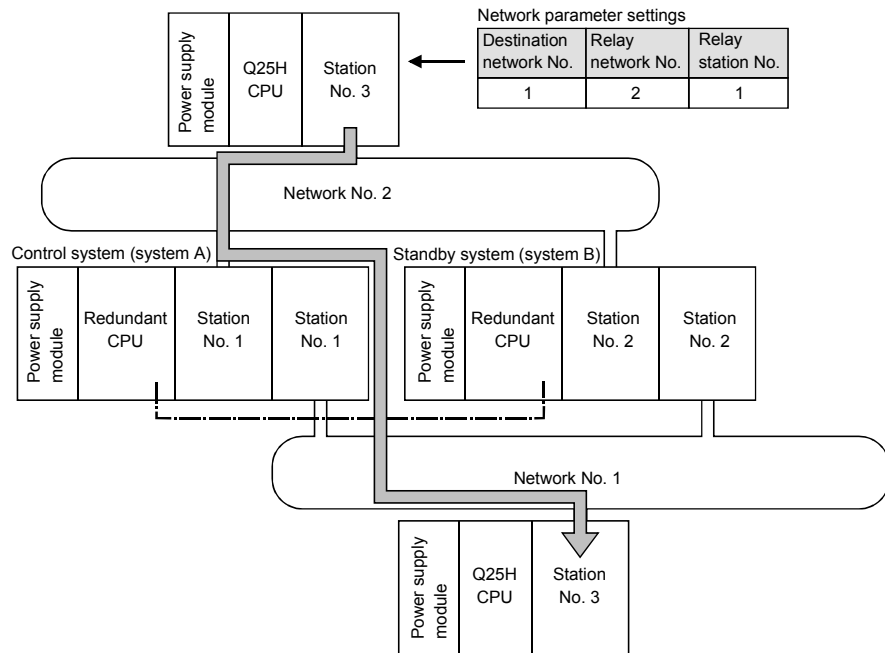 Network parameter settings
Destination network No.
Relay network No.
Relay station No.
1
2
1
Power supply module
Q25H CPU
Station No. 3
Network No. 2
Control system (system A)
Standby system (system B)
Power supply module
Redundant CPU
Station No. 1
Station No. 1
Power supply module
Redundant CPU
Station No. 2
Station No. 2
Network No. 1
Power supply module
Q25H CPU
Station No. 3